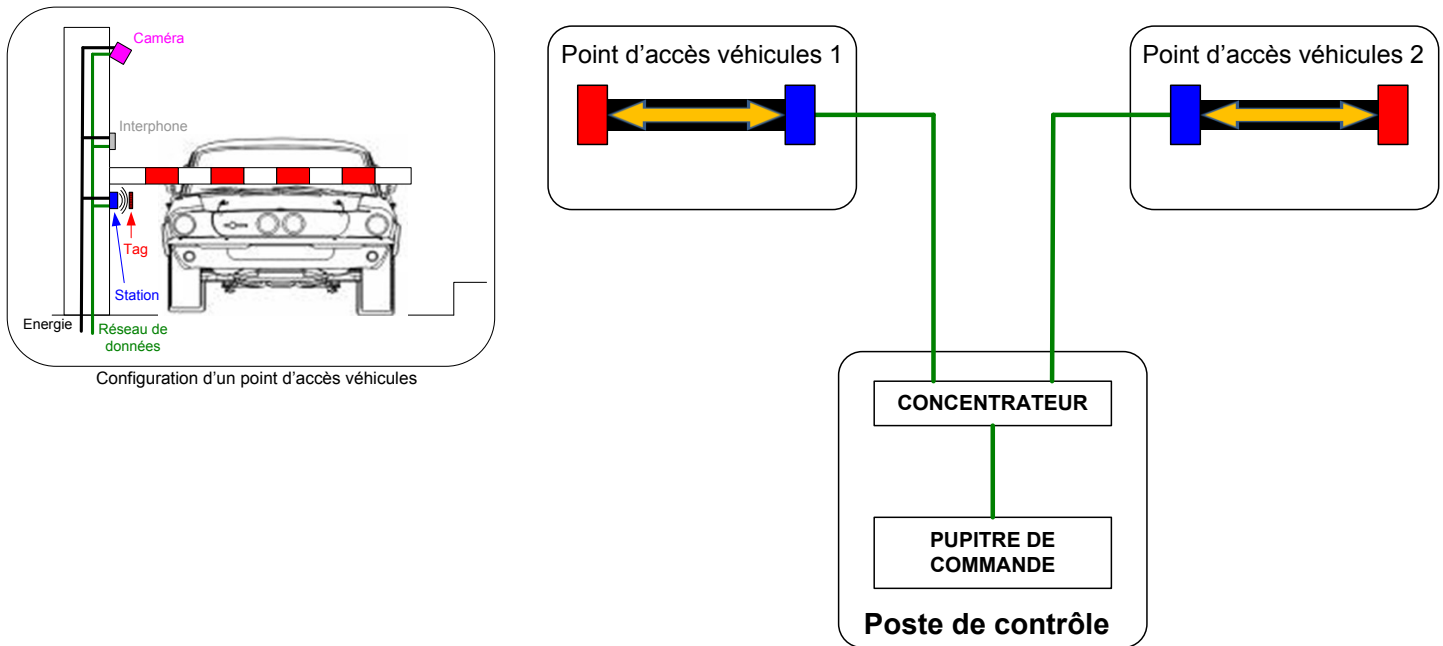 Caméra
Interphone
Tag
Station
Energie
Réseau de
données
Configuration d'un point d'accès véhicules
Point d'accès véhicules 1
Point d'accès véhicules 2
CONCENTRATEUR
PUPITRE DE
COMMANDE
Poste de contrôle